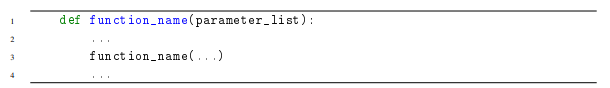 1 def function_name(parameter_list):
2 ...
3 function_name(...)
4 ...